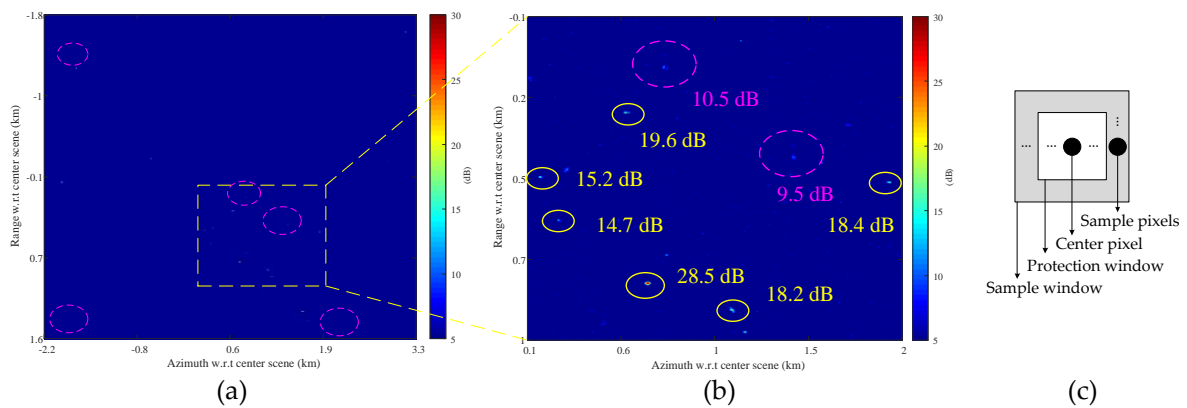 -1.8
-1
-0.1
0.7
1.6
Range w.r.t center scene (km)
-2.2
-0.8
0.6
1.9
3.3
Azimuth w.r.t center scene (km)
30
25
20
15
10
5
(dB)
(a)
-0.1
0.2
0.5
0.7
1
Range w.r.t center scene (km)
10.5 dB
19.6 dB
9.5 dB
15.2 dB
14.7 dB
18.4 dB
28.5 dB
18.2 dB
0.1
0.6
1
1.5
2
Azimuth w.r.t center scene (km)
30
25
20
15
10
5
(dB)
(b)
...
... ... ...
Sample pixels
Center pixel
Protection window
Sample window
(c)